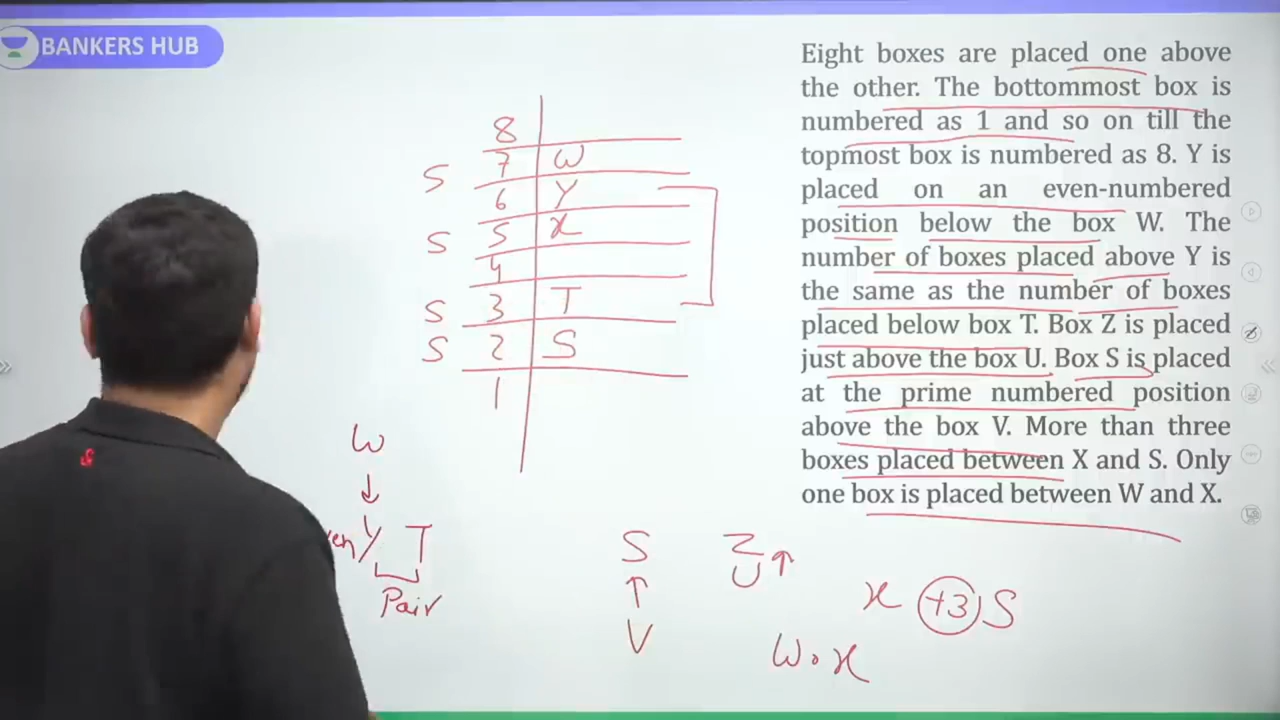 BANKERS HUB
Eight boxes are placed one above
the other. The bottommost box is
numbered as 1 and so on till the
topmost box is numbered as 8. Y is
placed on an even-numbered
position below the box W. The
number of boxes placed above Y is
the same as the number of boxes
placed below box T. Box Z is placed
just above the box U. Box S is placed
at the prime numbered position
above the box V. More than three
boxes placed between X and S. Only
one box is placed between W and X.
8
S 7 W
6 Y
S 5 X
4
S 3 T
S 2 S
1
W
↓
Y T
Pair
S
↑
V
Z
U ↑
x +3 S
W . x